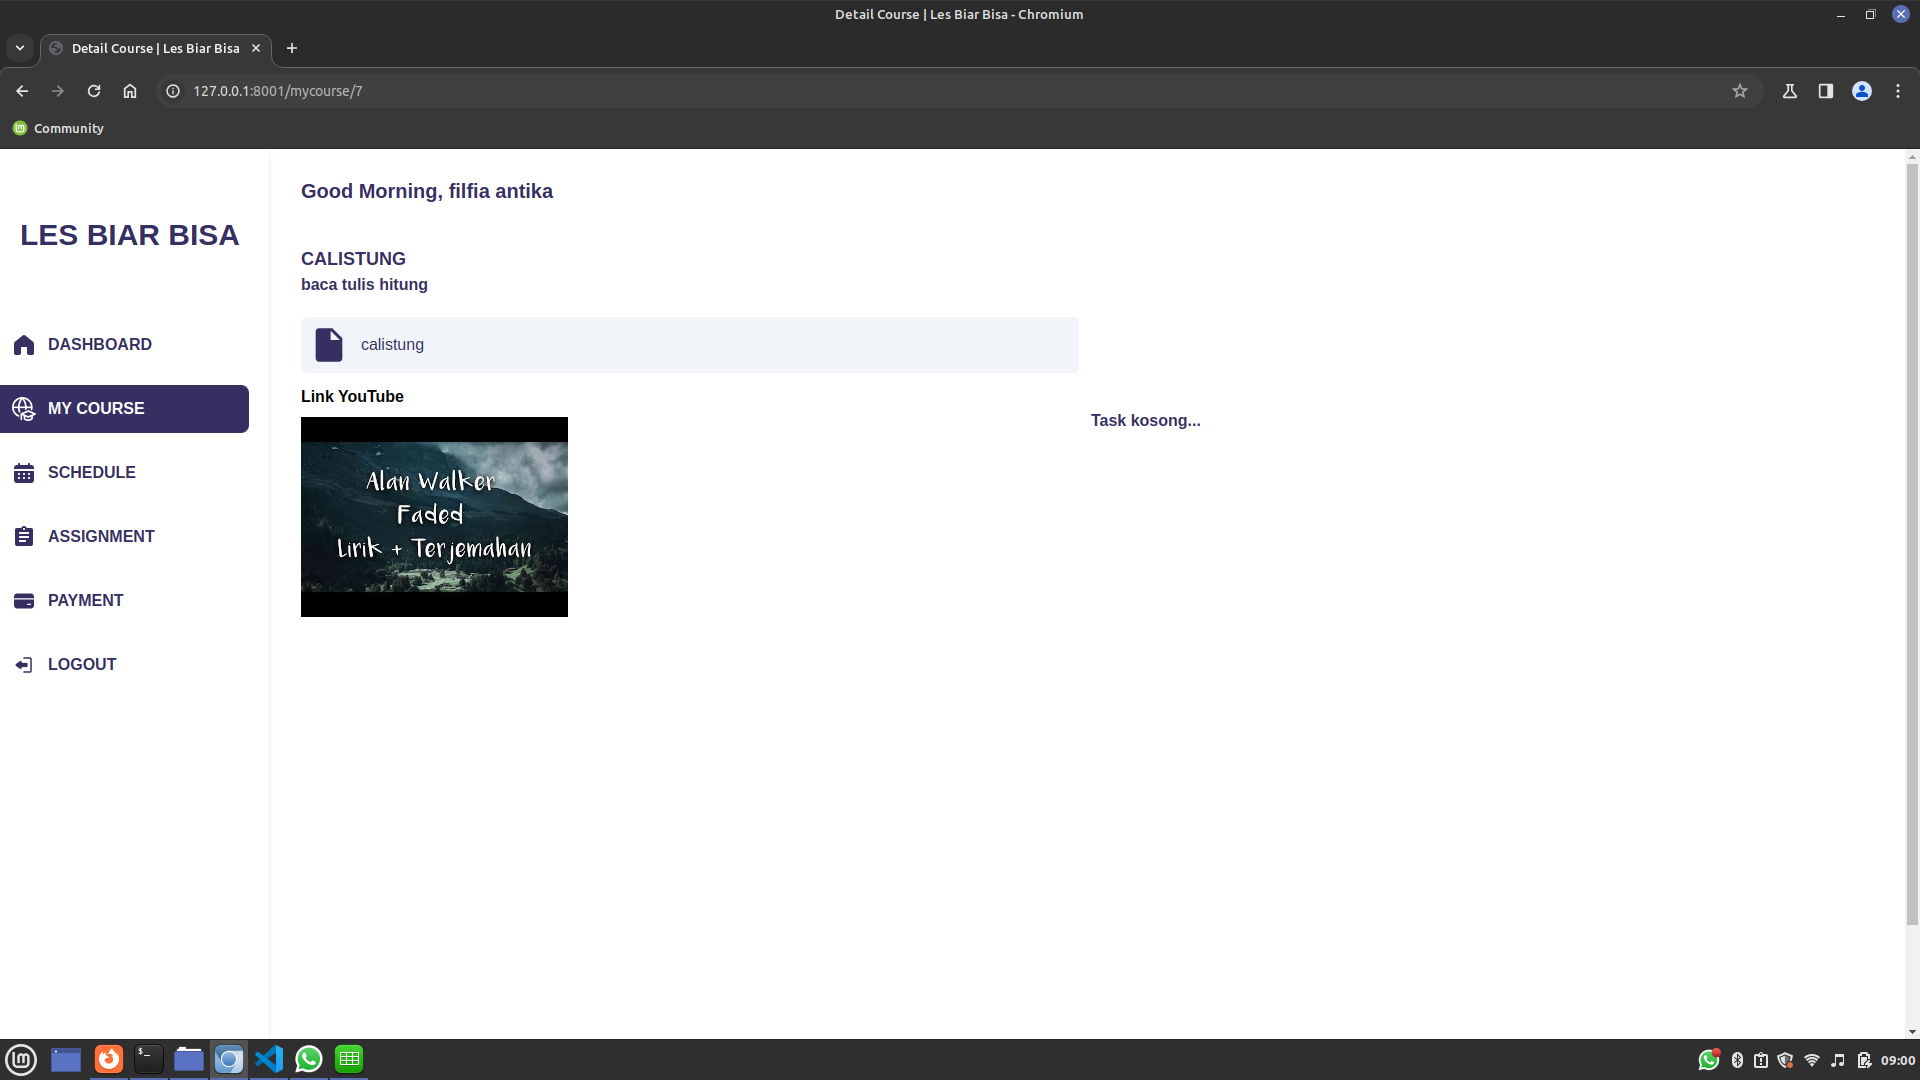 Detail Course | Les Biar Bisa - Chromium
Detail Course | Les Biar Bisa
127.0.0.1:8001/mycourse/7
Community
LES BIAR BISA
DASHBOARD
MY COURSE
SCHEDULE
ASSIGNMENT
PAYMENT
LOGOUT
Good Morning, filfia antika
CALISTUNG
baca tulis hitung
calistung
Link YouTube
Alan Walker
Faded
Lirik + Terjemahan
Task kosong...
09:00